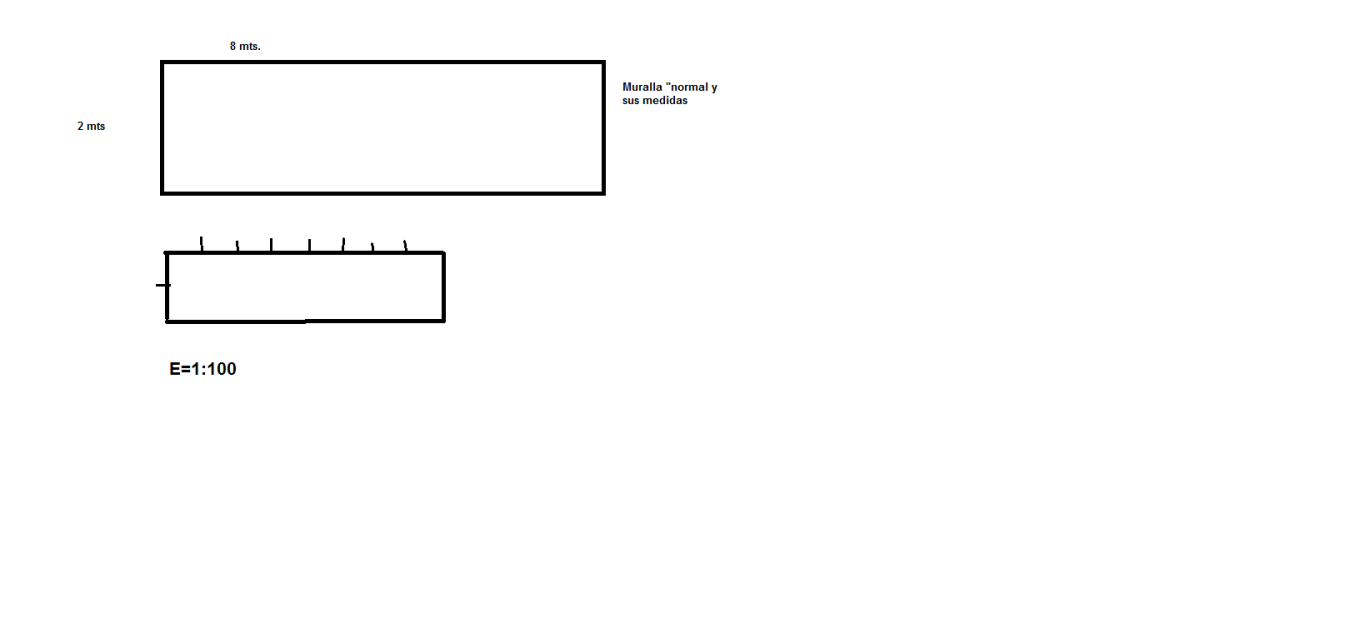 8 mts.
Muralla "normal y
sus medidas
2 mts
E=1:100